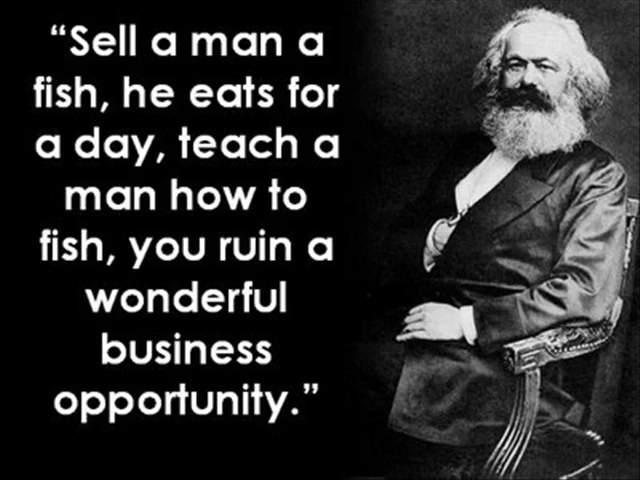 “Sell a man a
fish, he eats for
a day, teach a
man how to
fish, you ruin a
wonderful
business
opportunity.”